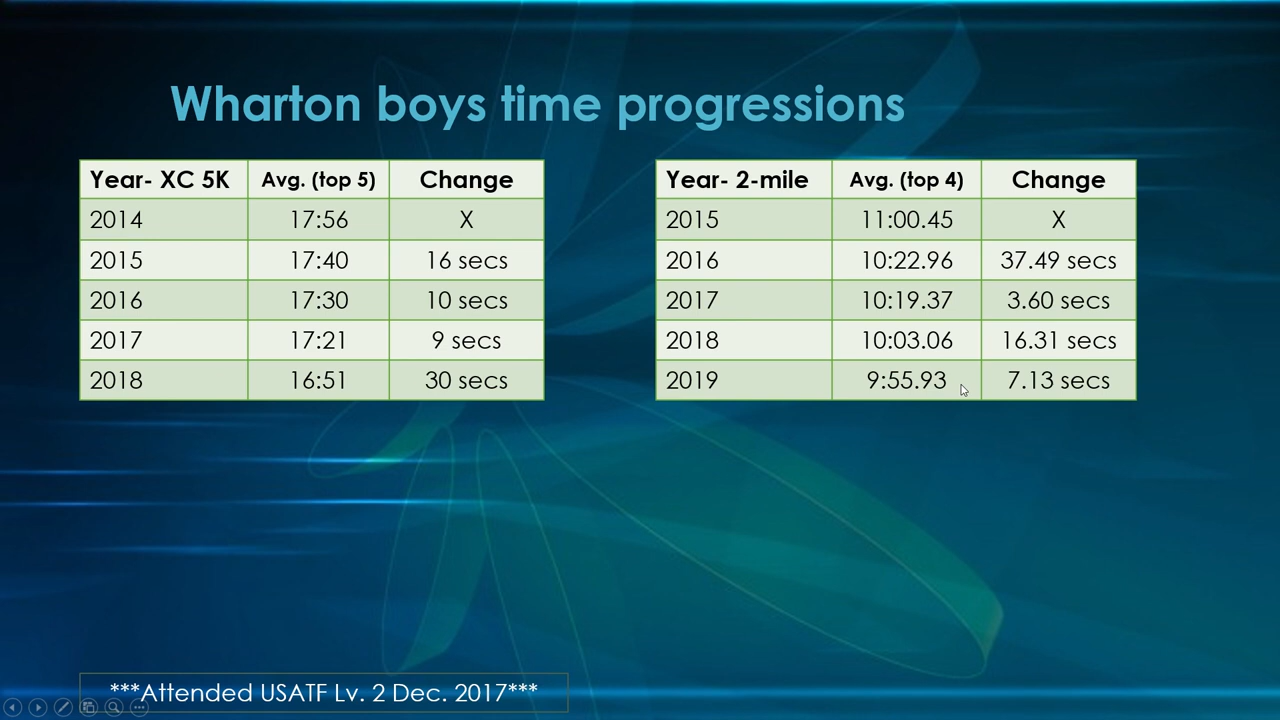 Wharton boys time progressions
Year- XC 5K Avg. (top 5) Change
2014 17:56 X
2015 17:40 16 secs
2016 17:30 10 secs
2017 17:21 9 secs
2018 16:51 30 secs
Year- 2-mile Avg. (top 4) Change
2015 11:00.45 X
2016 10:22.96 37.49 secs
2017 10:19.37 3.60 secs
2018 10:03.06 16.31 secs
2019 9:55.93 7.13 secs
***Attended USATF Lv. 2 Dec. 2017***